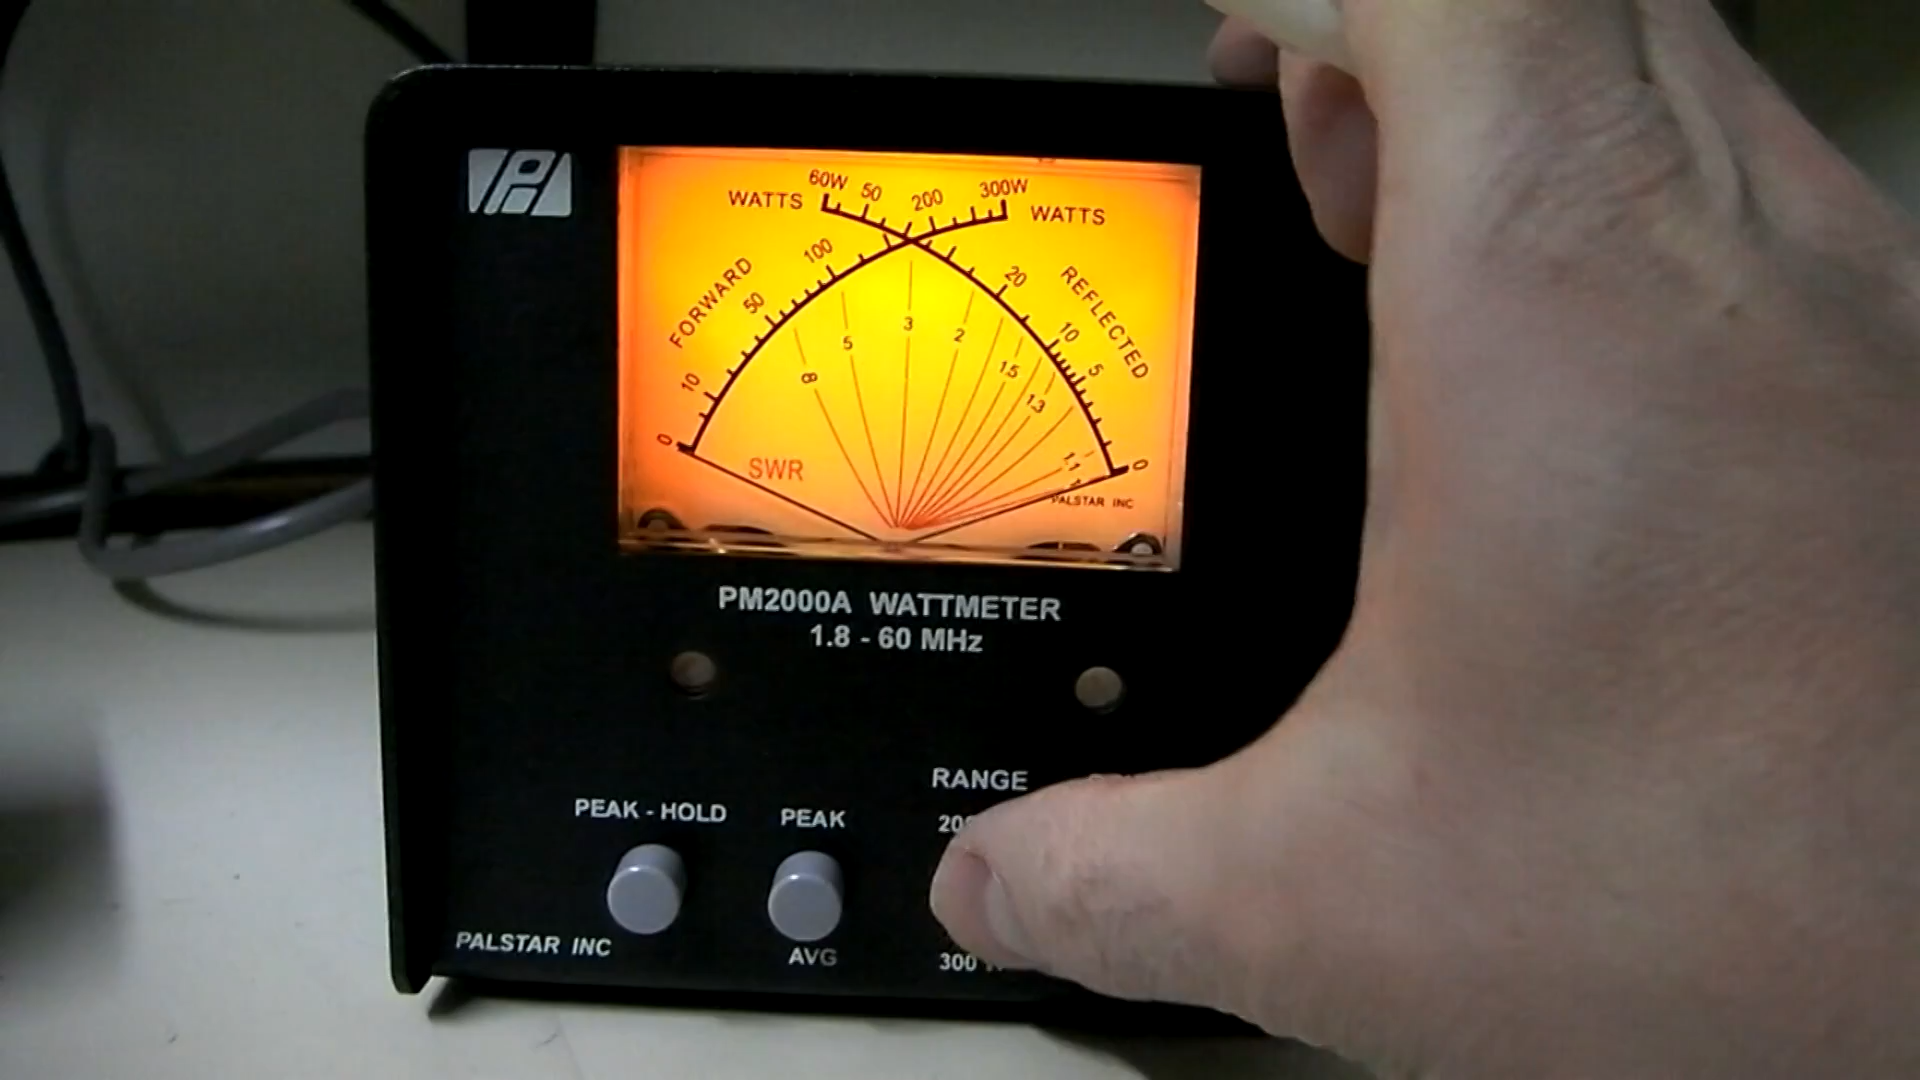 60W 50 200 300W
WATTS WATTS
100 20
FORWARD REFLECTED
50 10
5 3 2
10 8 1.5 5
1.3
0 SWR 1.1 0
PALSTAR INC
PM2000A WATTMETER
1.8 - 60 MHz
RANGE
PEAK - HOLD PEAK
AVG 300
PALSTAR INC